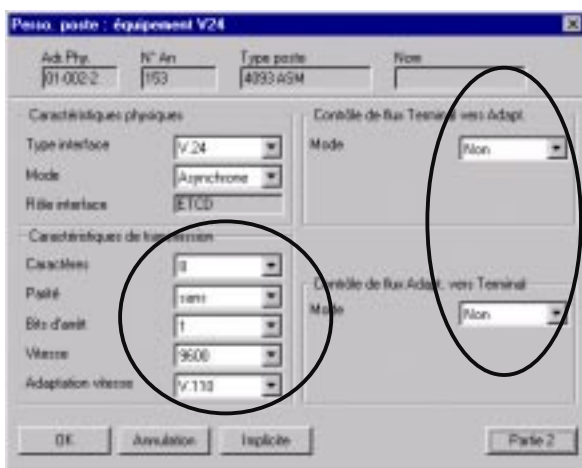 Perso. poste : équipement V24
Adr.Phy. N° An Type poste Nom
01-002-2 153 4093 ASM
Caractéristiques physiques
Type interface V.24
Mode Asynchrone
Rôle interface ETCD
Caractéristiques de transmission
Caractères 8
Parité sans
Bits d'arrêt 1
Vitesse 9600
Adaptation vitesse V.110
Contrôle de flux Terminal vers Adapt.
Mode Non
Contrôle de flux Adapt. vers Terminal
Mode Non
OK Annulation Implicite Partie 2